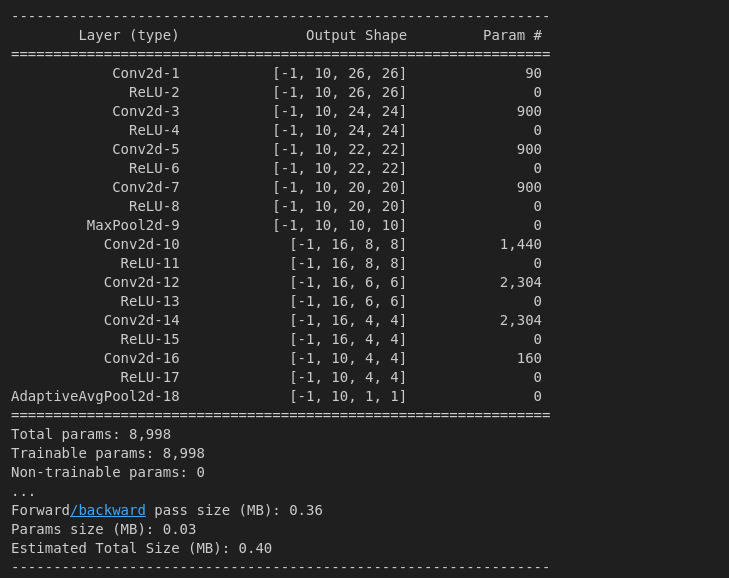 ----------------------------------------------------------------
        Layer (type)               Output Shape         Param #
================================================================
            Conv2d-1           [-1, 10, 26, 26]              90
              ReLU-2           [-1, 10, 26, 26]               0
            Conv2d-3           [-1, 10, 24, 24]             900
              ReLU-4           [-1, 10, 24, 24]               0
            Conv2d-5           [-1, 10, 22, 22]             900
              ReLU-6           [-1, 10, 22, 22]               0
            Conv2d-7           [-1, 10, 20, 20]             900
              ReLU-8           [-1, 10, 20, 20]               0
         MaxPool2d-9           [-1, 10, 10, 10]               0
           Conv2d-10             [-1, 16, 8, 8]           1,440
             ReLU-11             [-1, 16, 8, 8]               0
           Conv2d-12             [-1, 16, 6, 6]           2,304
             ReLU-13             [-1, 16, 6, 6]               0
           Conv2d-14             [-1, 16, 4, 4]           2,304
             ReLU-15             [-1, 16, 4, 4]               0
           Conv2d-16             [-1, 10, 4, 4]             160
             ReLU-17             [-1, 10, 4, 4]               0
AdaptiveAvgPool2d-18             [-1, 10, 1, 1]               0
================================================================
Total params: 8,998
Trainable params: 8,998
Non-trainable params: 0
...
Forward/backward pass size (MB): 0.36
Params size (MB): 0.03
Estimated Total Size (MB): 0.40
----------------------------------------------------------------